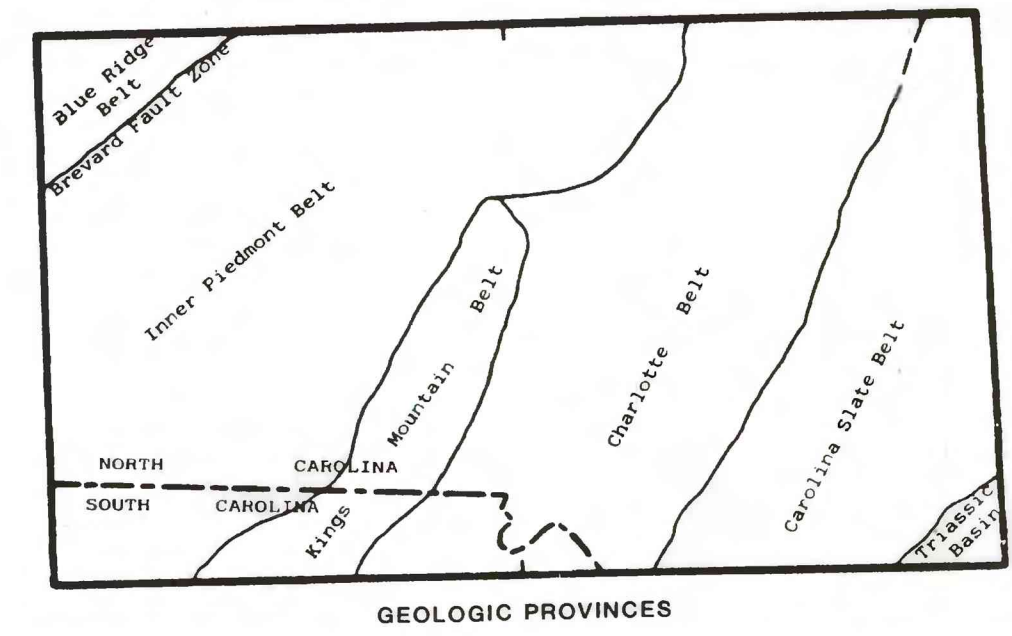 Blue Ridge
Belt
Brevard Fault Zone
Inner Piedmont Belt
Kings Mountain Belt
Charlotte Belt
Carolina Slate Belt
Triassic
Basin
NORTH CAROLINA
SOUTH CAROLINA
GEOLOGIC PROVINCES